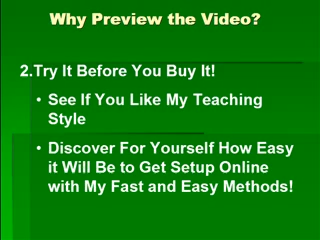 Why Preview the Video?
2.Try It Before You Buy It!
• See If You Like My Teaching
Style
• Discover For Yourself How Easy
it Will Be to Get Setup Online
with My Fast and Easy Methods!